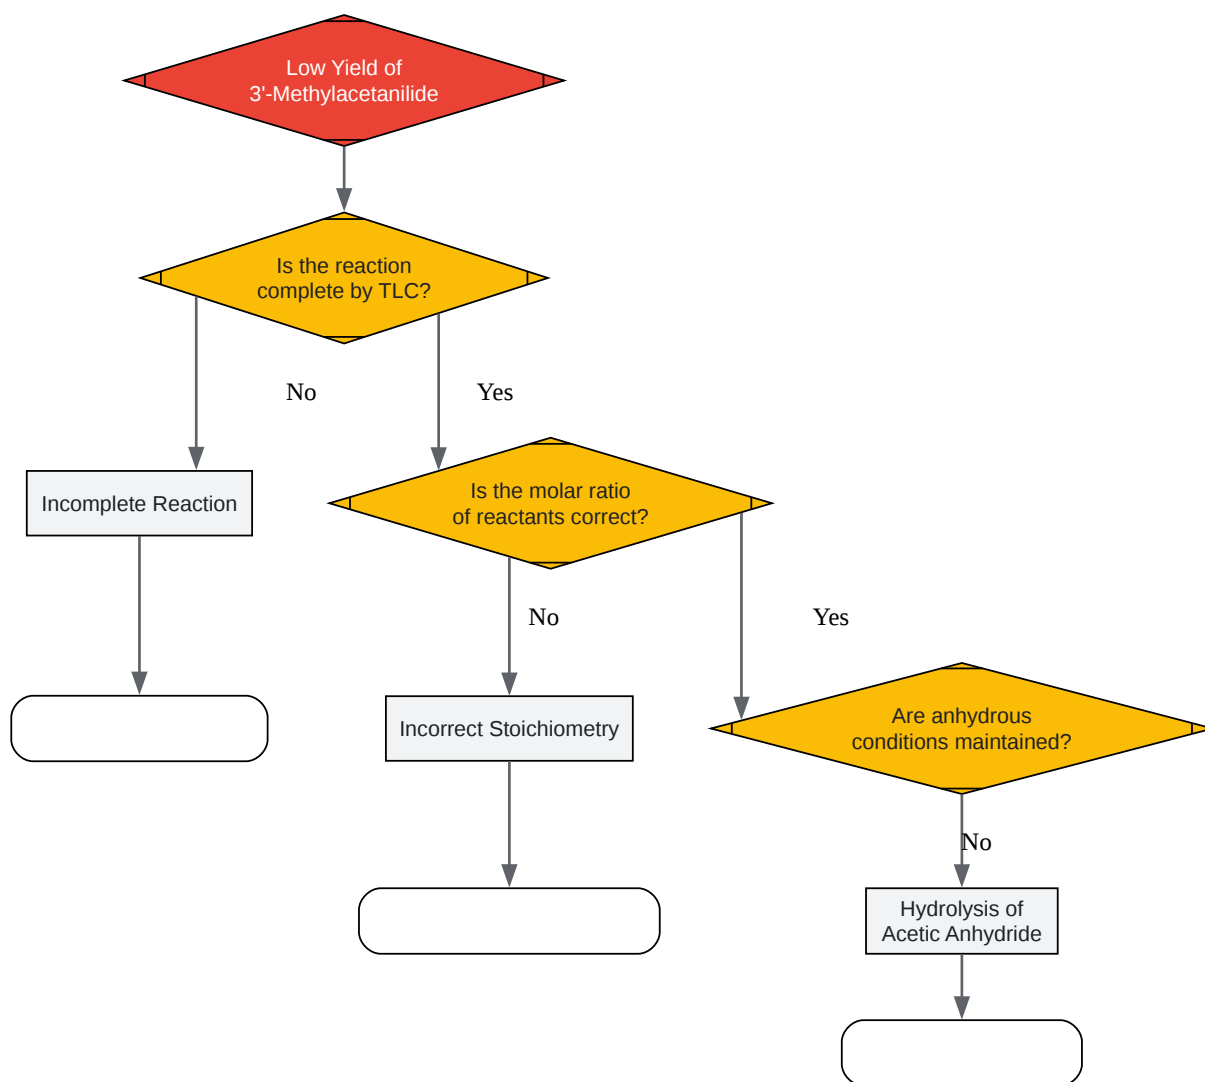 Low Yield of
3'-Methylacetanilide
Is the reaction
complete by TLC?
No
Yes
Incomplete Reaction
Is the molar ratio
of reactants correct?
No
Yes
Incorrect Stoichiometry
Are anhydrous
conditions maintained?
No
Hydrolysis of
Acetic Anhydride